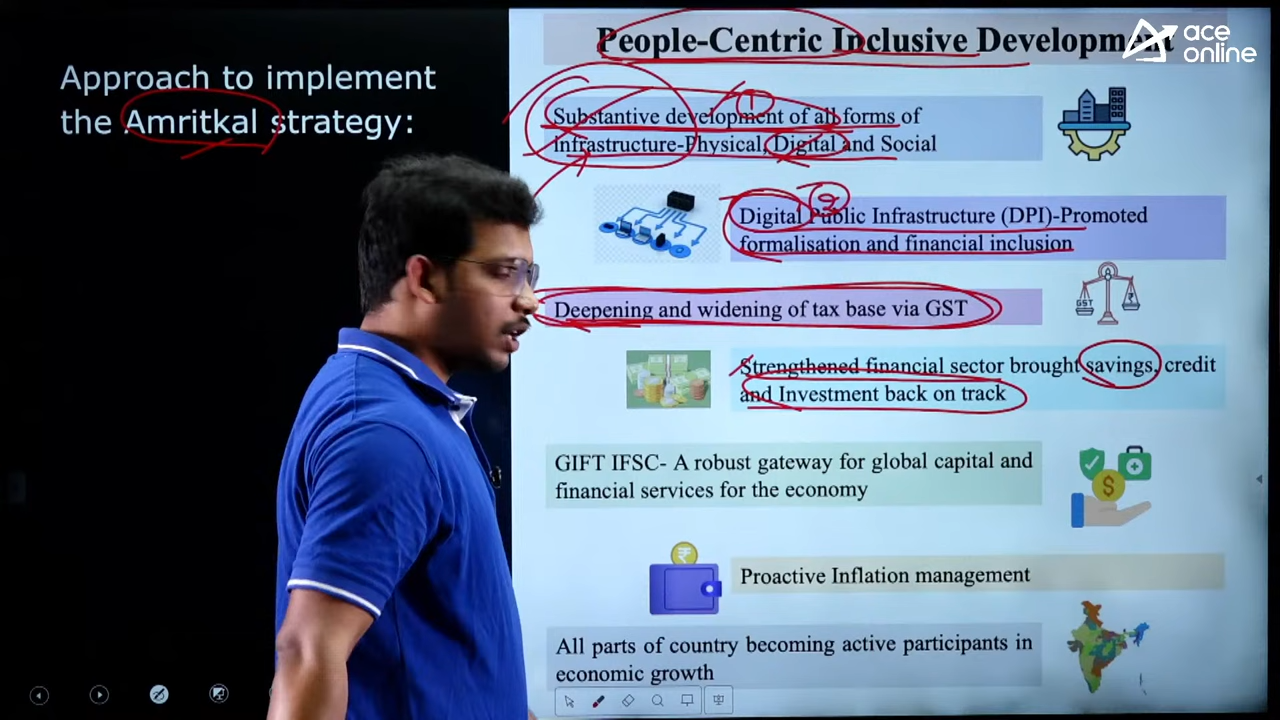 People-Centric Inclusive Development
ace
online
Approach to implement
the Amritkal strategy:
Substantive development of all forms of
Infrastructure-Physical, Digital and Social
1
2
Digital Public Infrastructure (DPI)-Promoted
formalisation and financial inclusion
Deepening and widening of tax base via GST
GST
Strengthened financial sector brought savings, credit
and Investment back on track
GIFT IFSC- A robust gateway for global capital and
financial services for the economy
Proactive Inflation management
All parts of country becoming active participants in
economic growth